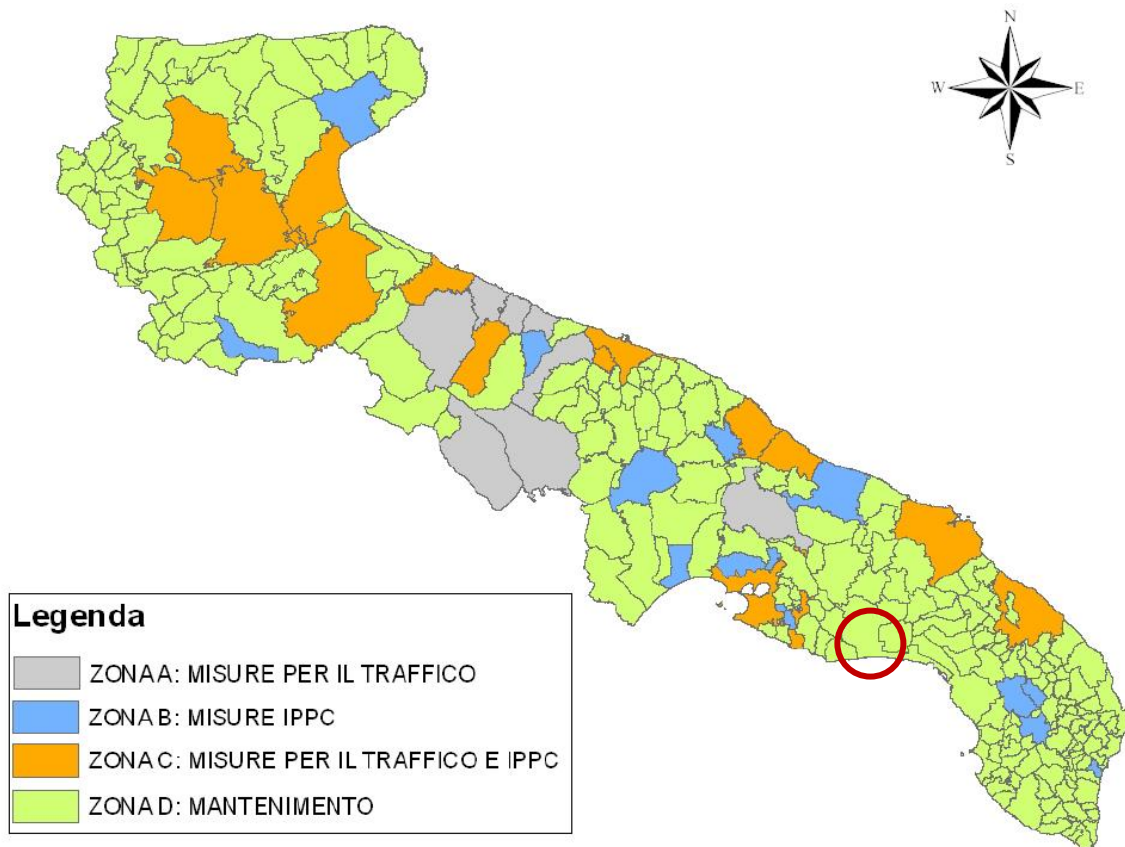 N
W E
S
Legenda
ZONA A: MISURE PER IL TRAFFICO
ZONA B: MISURE IPPC
ZONA C: MISURE PER IL TRAFFICO E IPPC
ZONA D: MANTENIMENTO